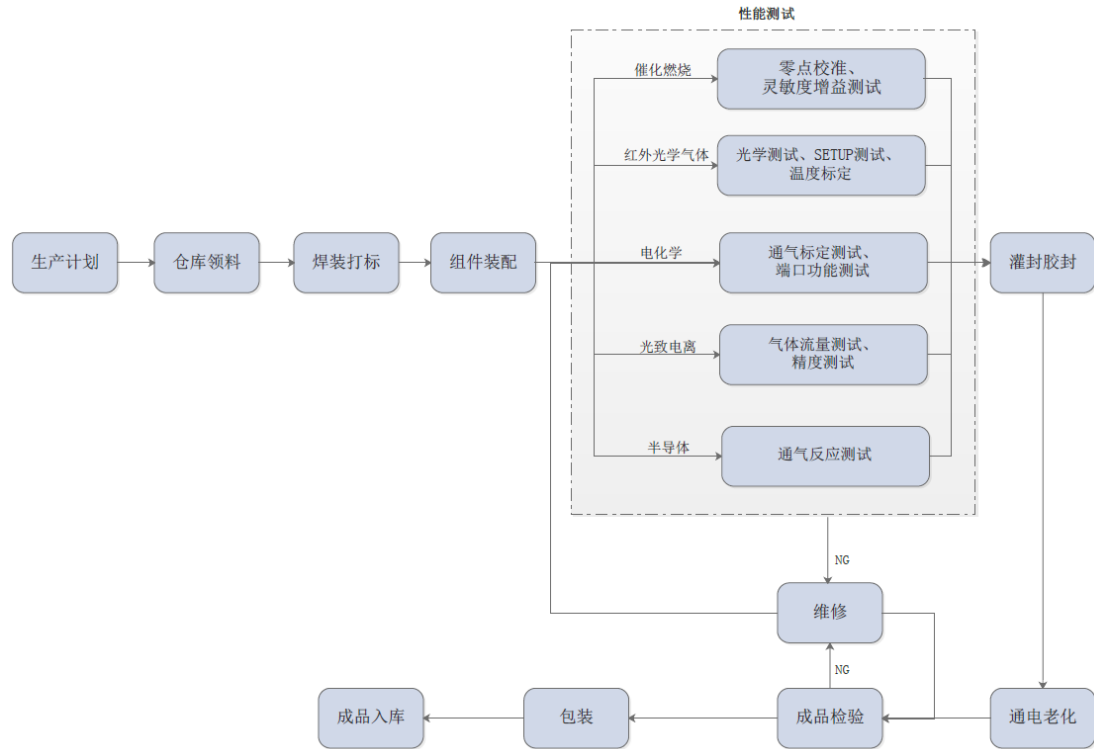 性能测试
催化燃烧
零点校准、
灵敏度增益测试
红外光学气体
光学测试、SETUP测试、
温度标定
生产计划
仓库领料
焊装打标
组件装配
电化学
通气标定测试、
端口功能测试
灌封胶封
光致电离
气体流量测试、
精度测试
半导体
通气反应测试
NG
维修
NG
成品入库
包装
成品检验
通电老化